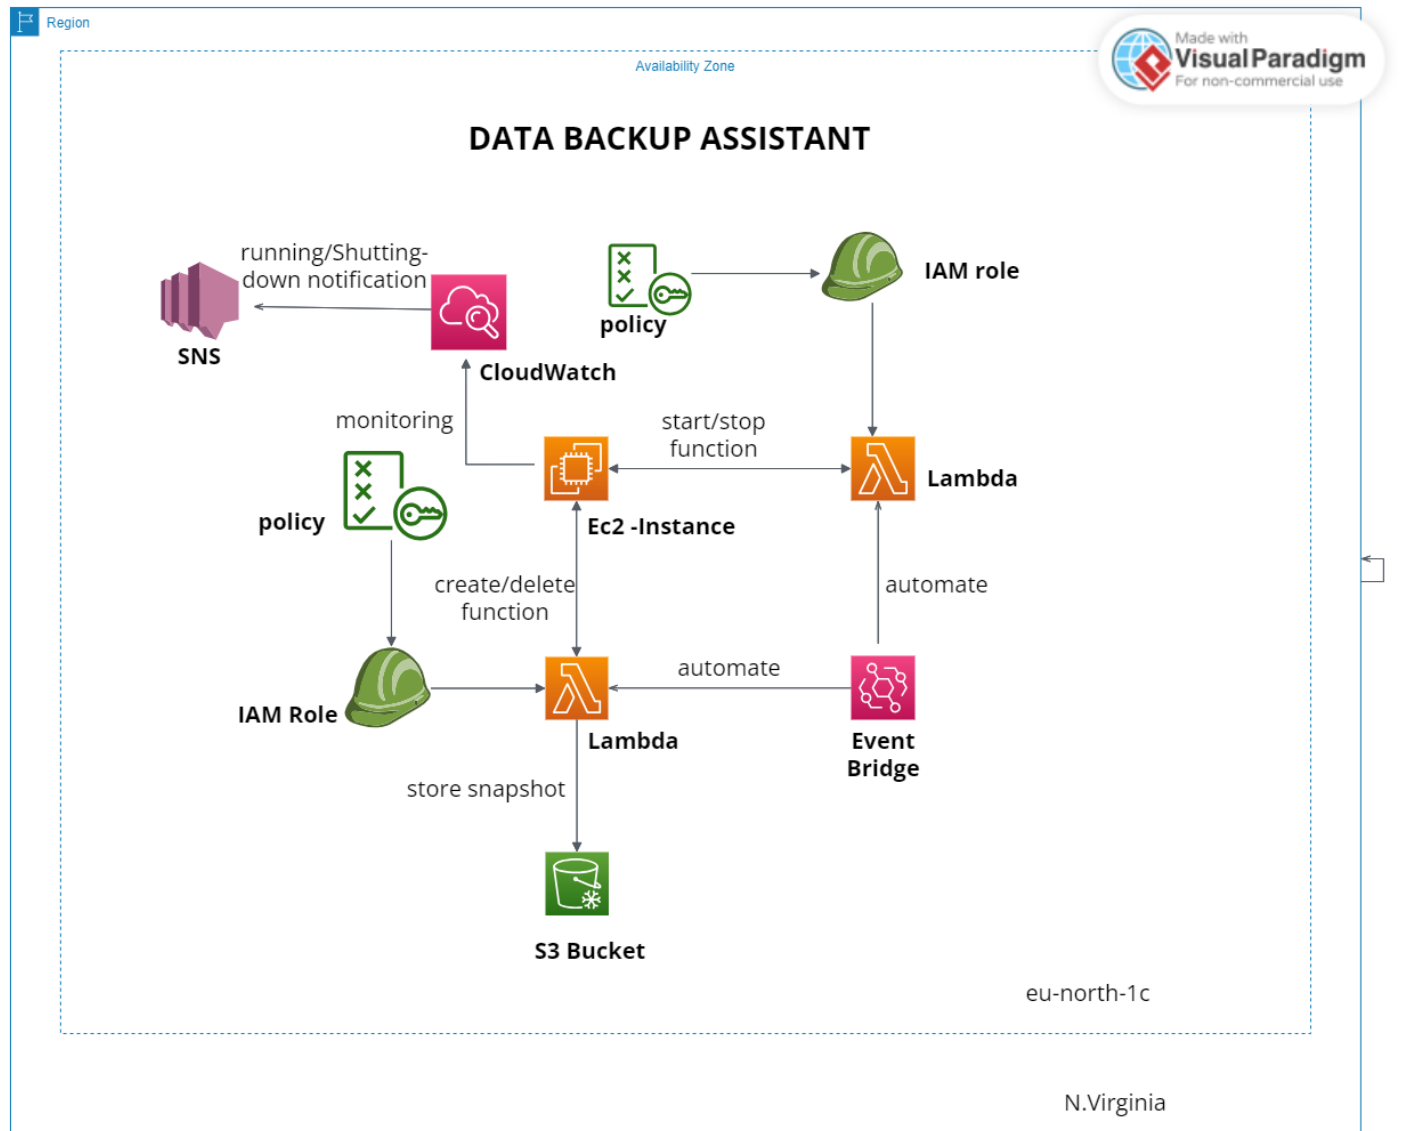 Region
Made with
Visual Paradigm
For non-commercial use
Availability Zone
DATA BACKUP ASSISTANT
running/Shutting-
down notification
SNS
CloudWatch
policy
IAM role
monitoring
start/stop
function
Lambda
policy
Ec2 -Instance
create/delete
function
automate
IAM Role
automate
Lambda
Event
Bridge
store snapshot
S3 Bucket
eu-north-1c
N.Virginia